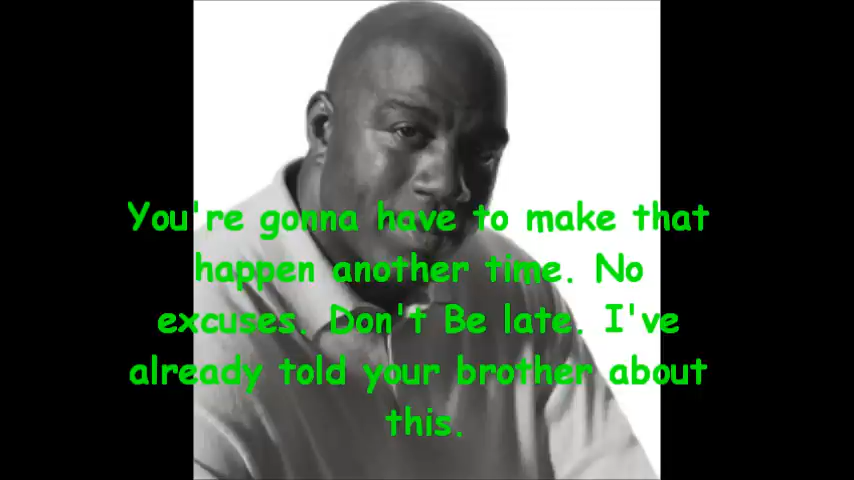 You're gonna have to make that
happen another time. No
excuses. Don't Be late. I've
already told your brother about
this.